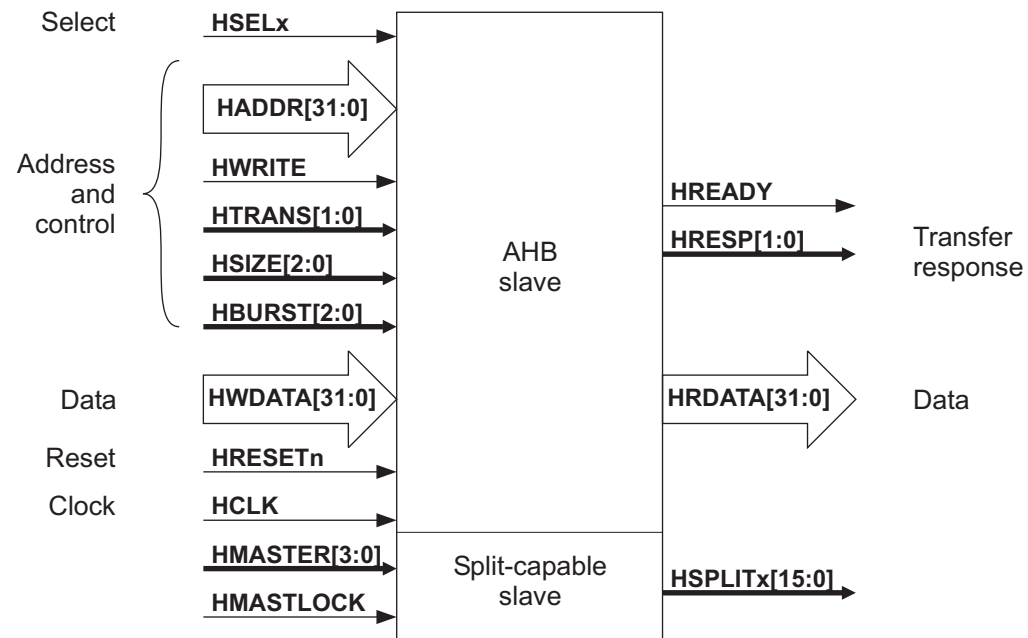 Select
HSELx
HADDR[31:0]
Address
and
control
HWRITE
HTRANS[1:0]
HSIZE[2:0]
HBURST[2:0]
Data
HWDATA[31:0]
Reset
HRESETn
Clock
HCLK
HMASTER[3:0]
HMASTLOCK
AHB
slave
Split-capable
slave
HREADY
HRESP[1:0]
Transfer
response
HRDATA[31:0]
Data
HSPLITx[15:0]